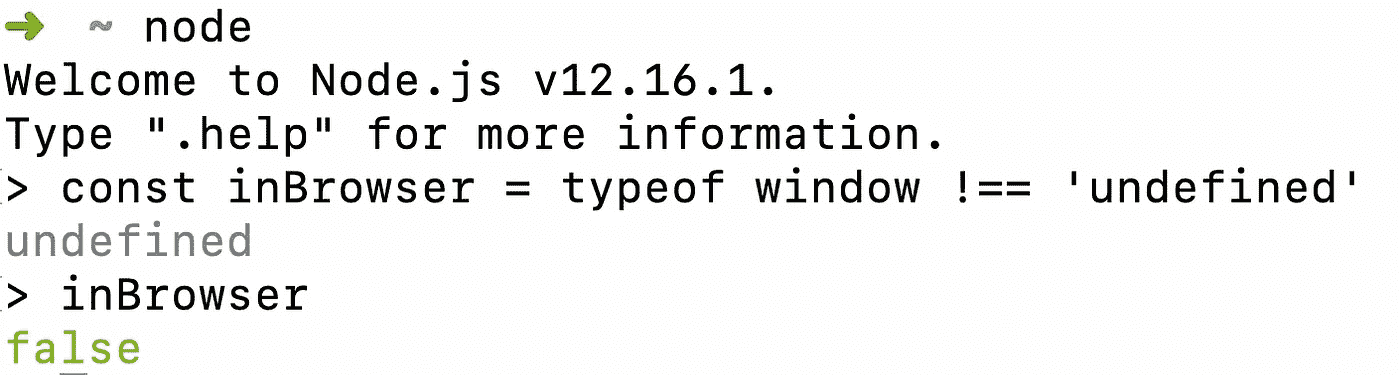 ➜ ~ node
Welcome to Node.js v12.16.1.
Type ".help" for more information.
> const inBrowser = typeof window !== 'undefined'
undefined
> inBrowser
false